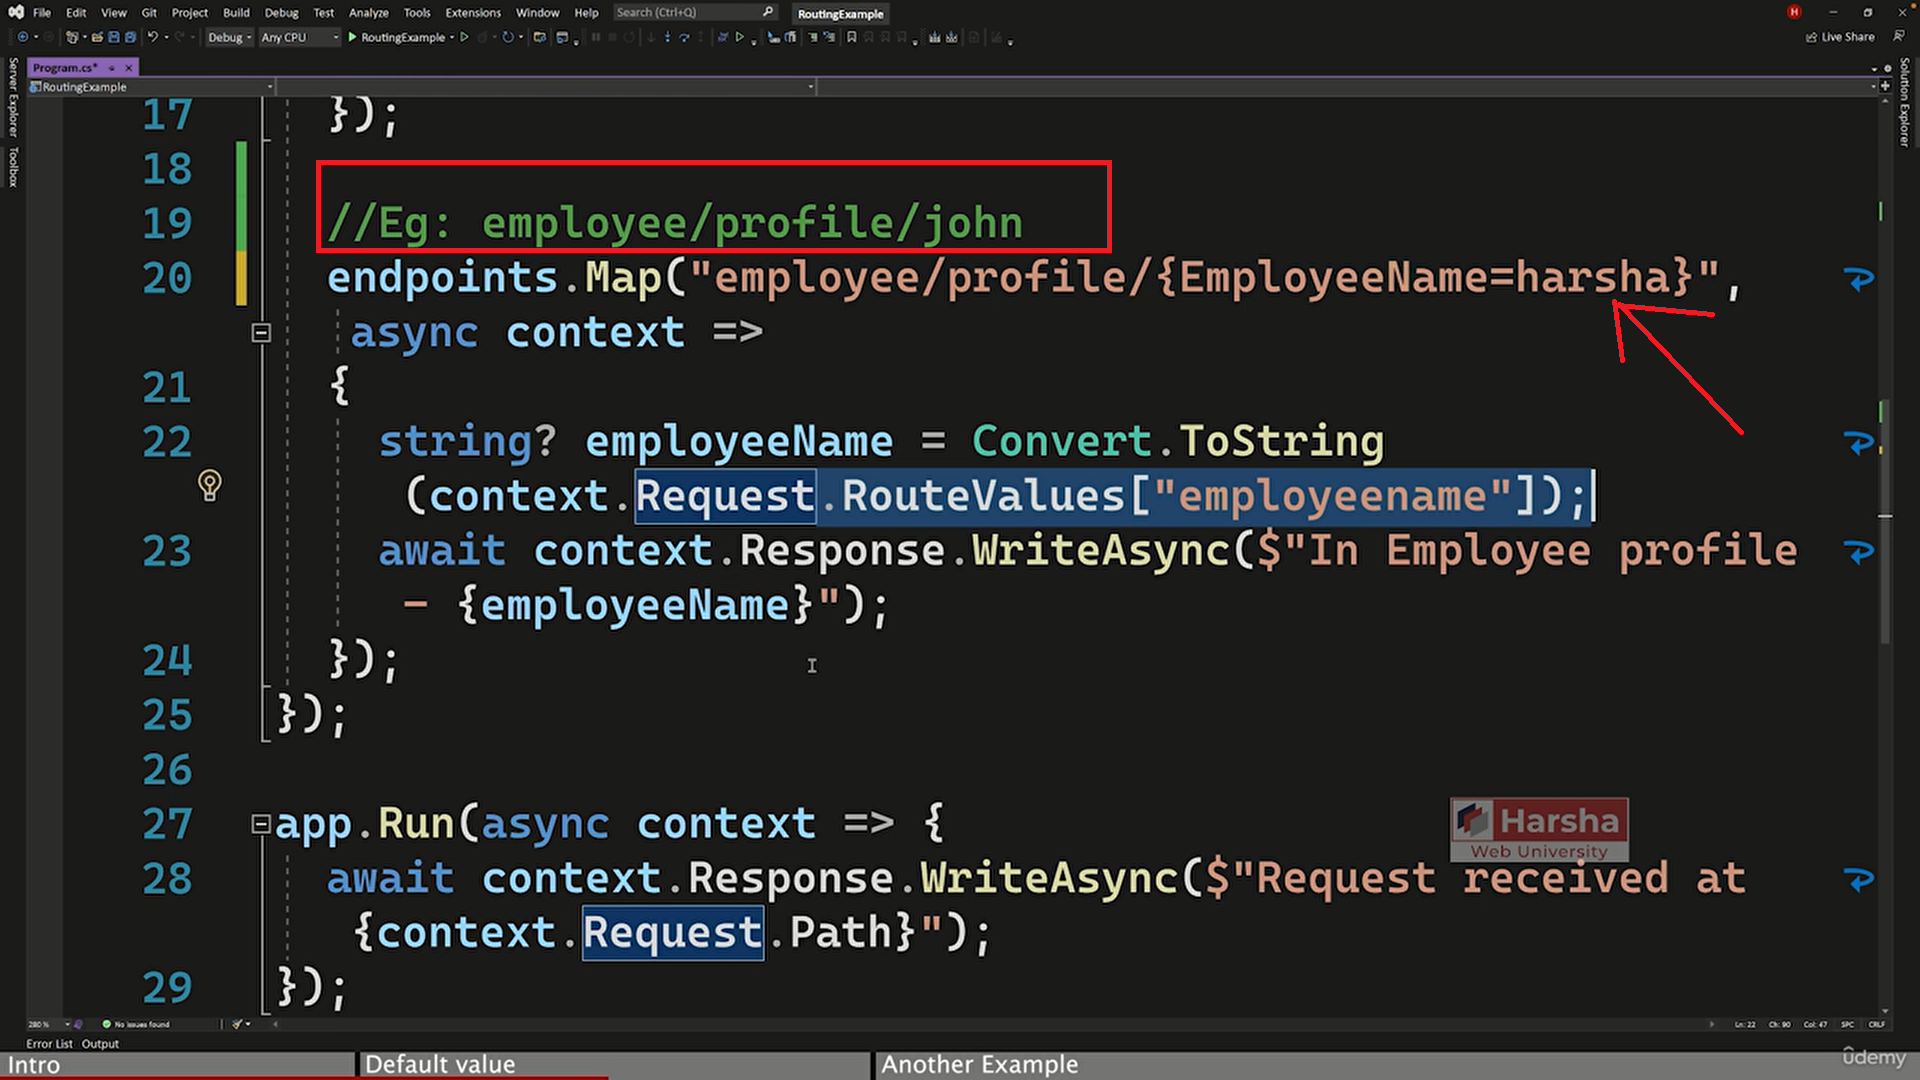 File Edit View Git Project Build Debug Test Analyze Tools Extensions Window Help Search (Ctrl+Q) RoutingExample H
Debug Any CPU RoutingExample Live Share
Program.cs*
RoutingExample
Server Explorer
Toolbox
Solution Explorer
17 });
18
19 //Eg: employee/profile/john
20 endpoints.Map("employee/profile/{EmployeeName=harsha}",
async context =>
21 {
22 string? employeeName = Convert.ToString
(context.Request.RouteValues["employeename"]);
23 await context.Response.WriteAsync($"In Employee profile
- {employeeName}");
24 });
25 });
26
27 app.Run(async context => {
28 await context.Response.WriteAsync($"Request received at
{context.Request.Path}");
29 });
Harsha
Web University
280 % No issues found Ln: 22 Ch: 90 Col: 47 SPC CRLF
Error List Output
Intro Default value Another Example
ûdemy